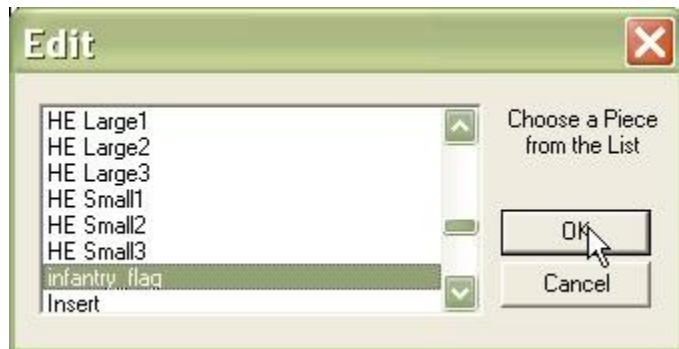 Edit
HE Large1
HE Large2
HE Large3
HE Small1
HE Small2
HE Small3
infantry_flag
Insert
Choose a Piece
from the List
OK
Cancel